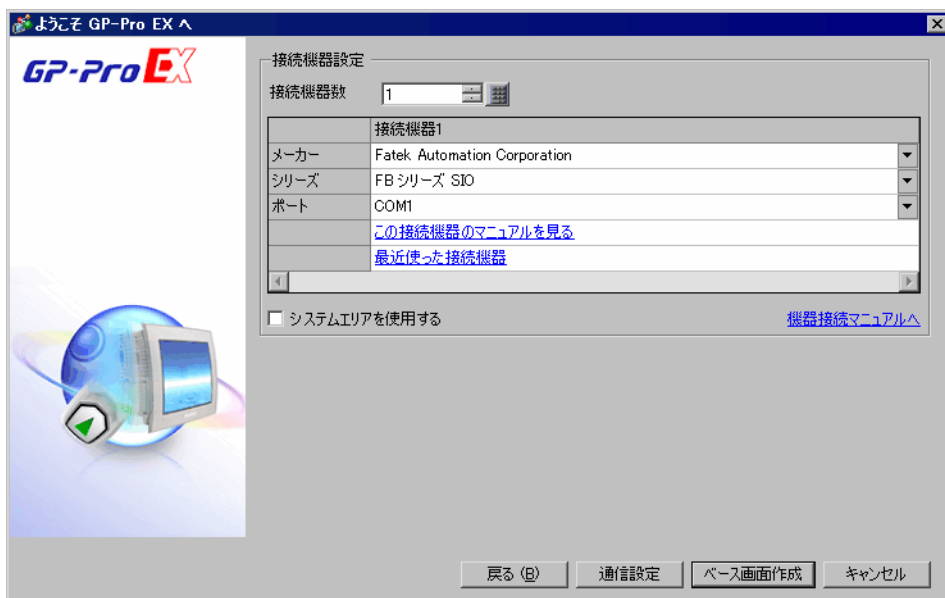 ようこそ GP-Pro EX へ
GP-Pro EX
接続機器設定
接続機器数 1
接続機器1
メーカー Fatek Automation Corporation
シリーズ FB シリーズ SIO
ポート COM1
この接続機器のマニュアルを見る
最近使った接続機器
システムエリアを使用する 機器接続マニュアルへ
戻る (B) 通信設定 ベース画面作成 キャンセル